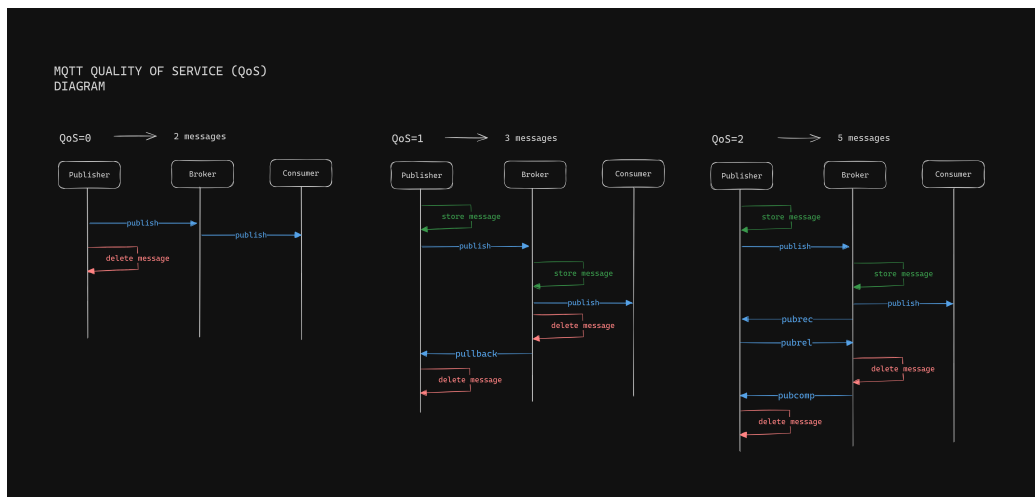 MQTT QUALITY OF SERVICE (QoS)
DIAGRAM
QoS=0
2 messages
Publisher
Broker
Consumer
publish
publish
delete message
QoS=1
3 messages
Publisher
Broker
Consumer
store message
publish
store message
publish
delete message
pullback
delete message
QoS=2
5 messages
Publisher
Broker
Consumer
store message
publish
store message
publish
pubrec
pubrel
delete message
pubcomp
delete message